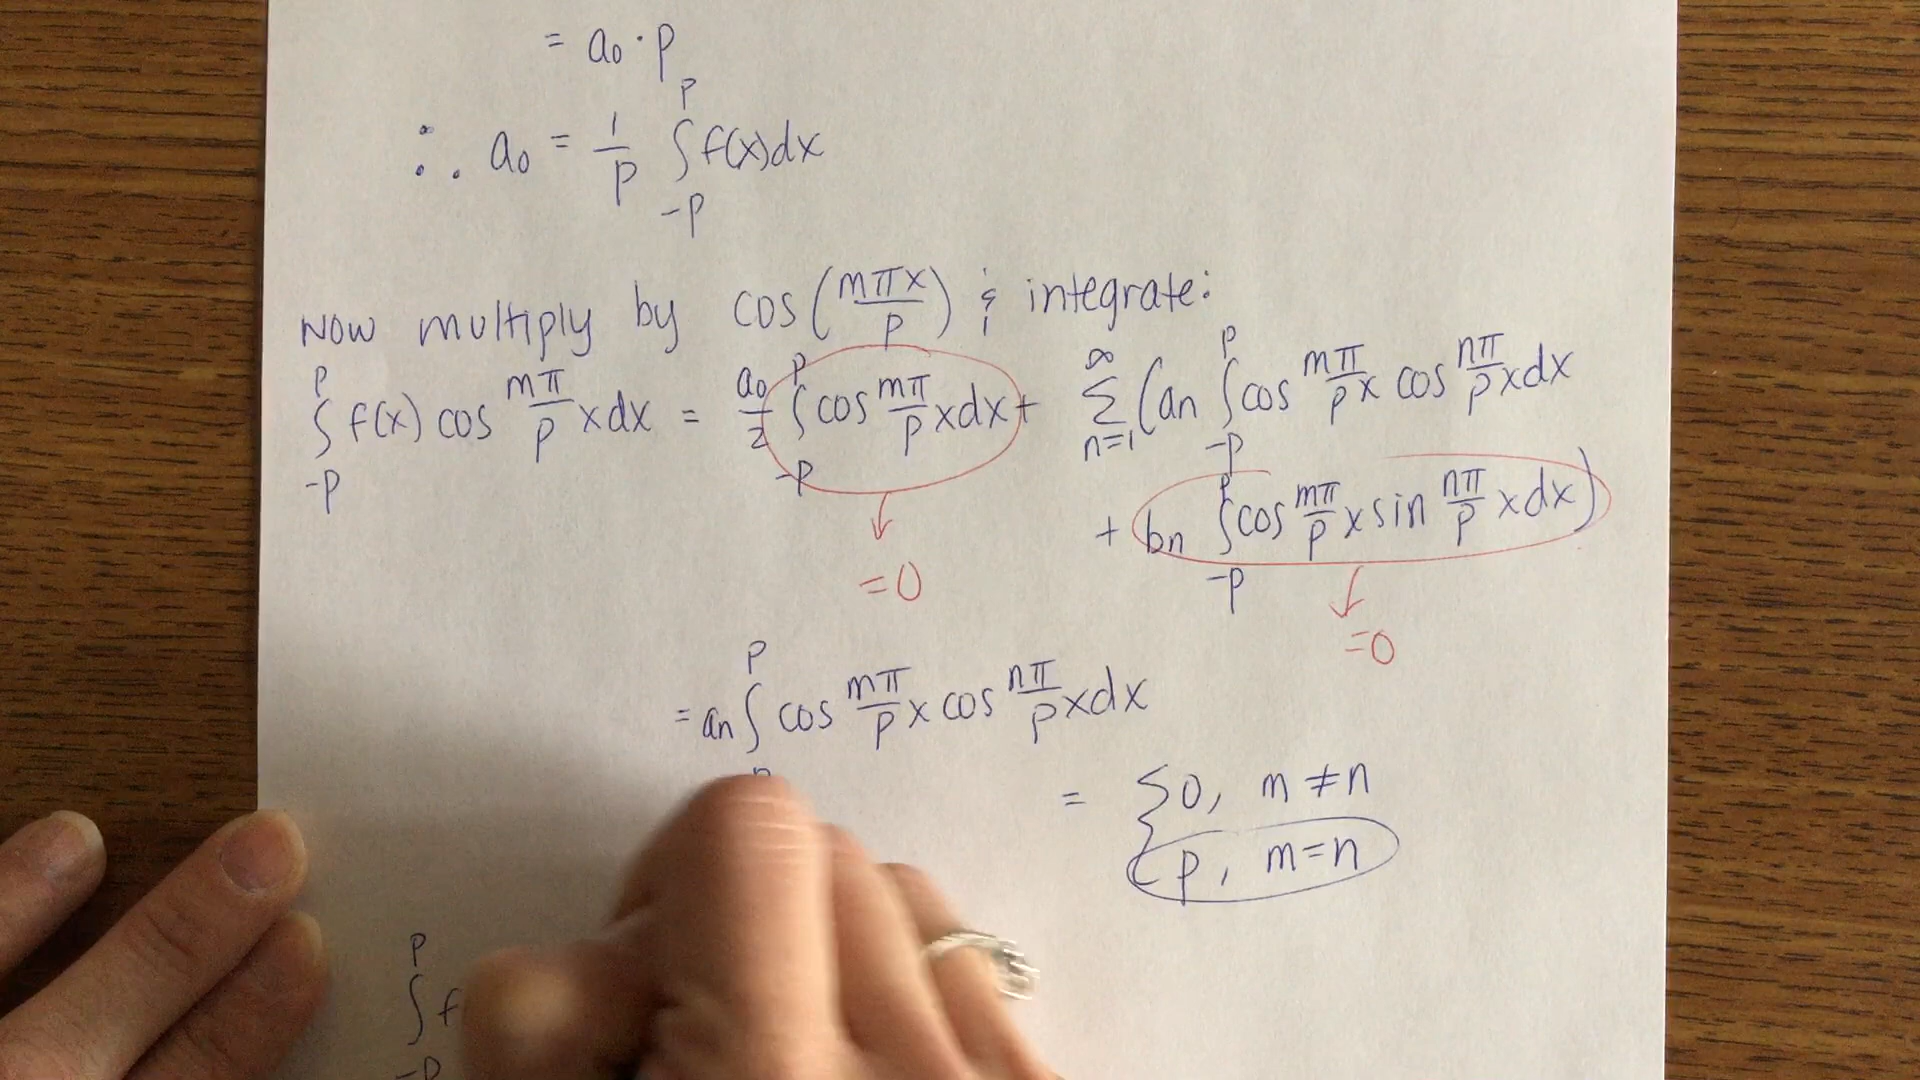 = a₀ · p
∴ a₀ = 1/p ∫_{-p}^{p} f(x)dx
Now multiply by cos(mπx/p) & integrate:
∫_{-p}^{p} f(x) cos mπ/p x dx = a₀/2 ∫_{-p}^{p} cos mπ/p x dx + ∑_{n=1}^{∞} (an ∫_{-p}^{p} cos mπ/p x cos nπ/p x dx
+ bn ∫_{-p}^{p} cos mπ/p x sin nπ/p x dx)
= 0
= 0
= an ∫^{p} cos mπ/p x cos nπ/p x dx
= { 0, m ≠ n
p, m = n
∫_{-p}^{p} f